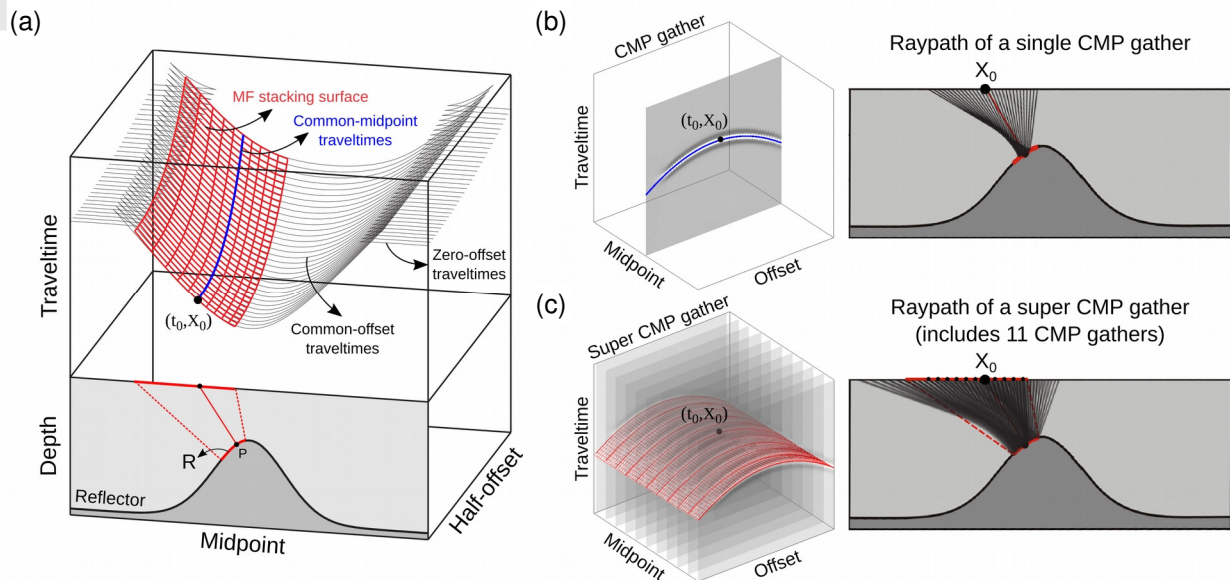 (a)
MF stacking surface
Common-midpoint
traveltimes
Zero-offset
traveltimes
Common-offset
traveltimes
(t0,X0)
Traveltime
Depth
R
P
Reflector
Midpoint
Half-offset
(b)
CMP gather
(t0,X0)
Traveltime
Midpoint
Offset
Raypath of a single CMP gather
X0
(c)
Super CMP gather
(t0,X0)
Traveltime
Midpoint
Offset
Raypath of a super CMP gather
(includes 11 CMP gathers)
X0